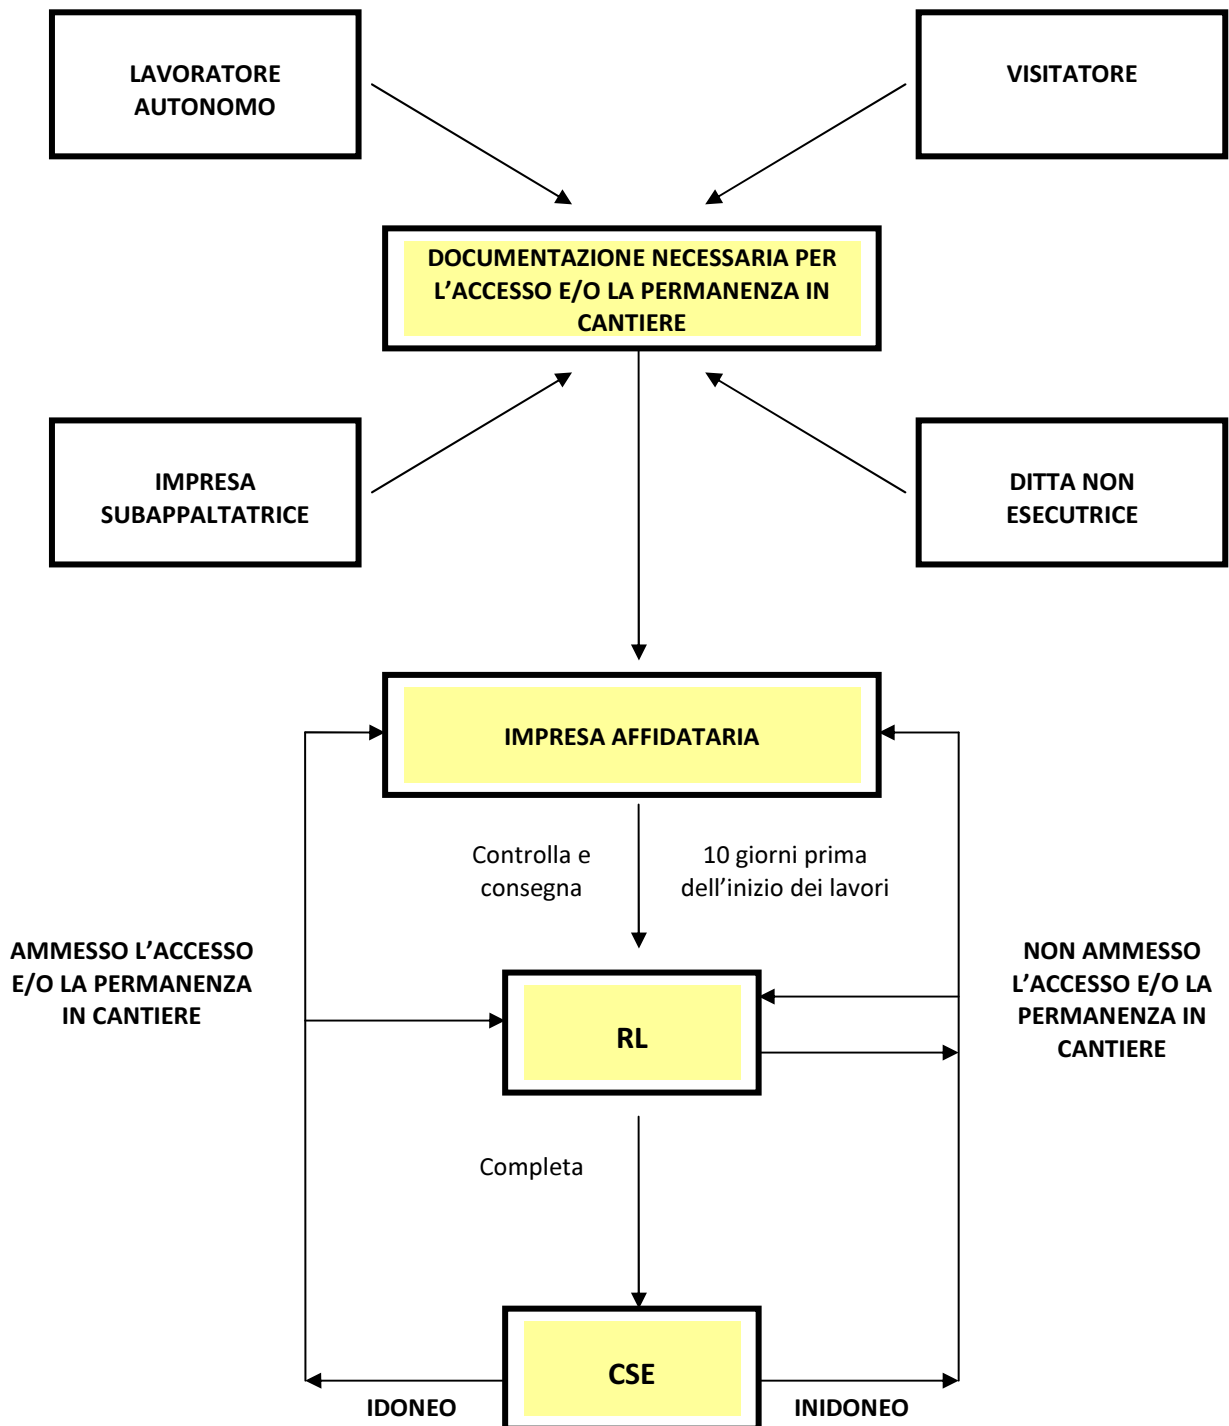 LAVORATORE
AUTONOMO
VISITATORE
DOCUMENTAZIONE NECESSARIA PER
L’ACCESSO E/O LA PERMANENZA IN
CANTIERE
IMPRESA
SUBAPPALTATRICE
DITTA NON
ESECUTRICE
IMPRESA AFFIDATARIA
Controlla e
consegna
10 giorni prima
dell’inizio dei lavori
AMMESSO L’ACCESSO
E/O LA PERMANENZA
IN CANTIERE
NON AMMESSO
L’ACCESSO E/O LA
PERMANENZA IN
CANTIERE
RL
Completa
CSE
IDONEO
INIDONEO